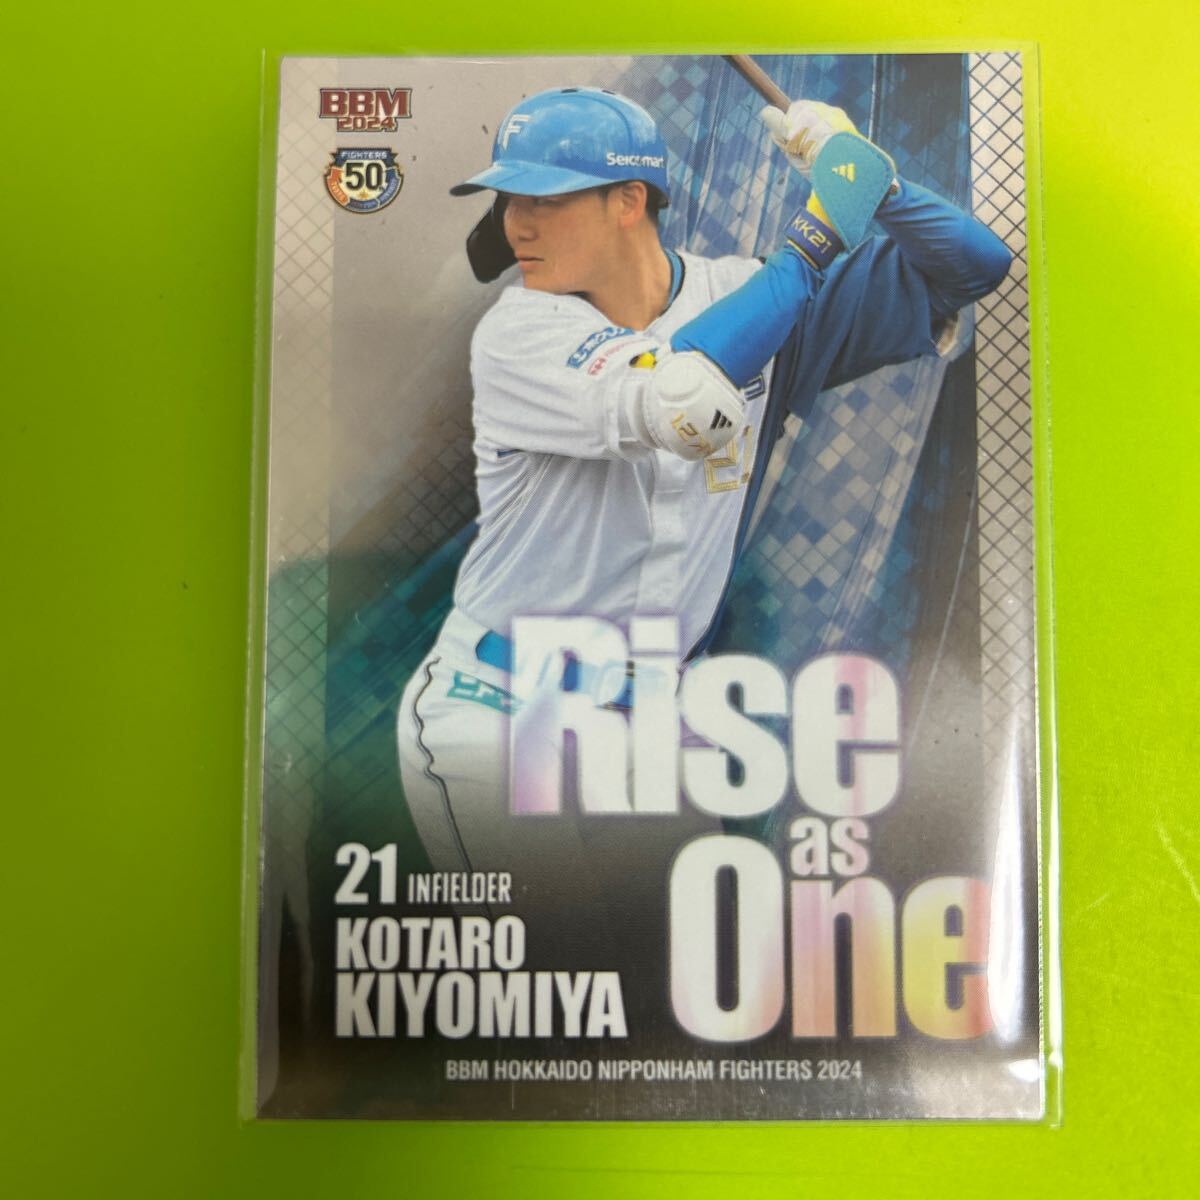 BBM
2024
FIGHTERS
50
F
Seicomart
KK21
Rise
as
One
21 INFIELDER
KOTARO
KIYOMIYA
BBM HOKKAIDO NIPPONHAM FIGHTERS 2024